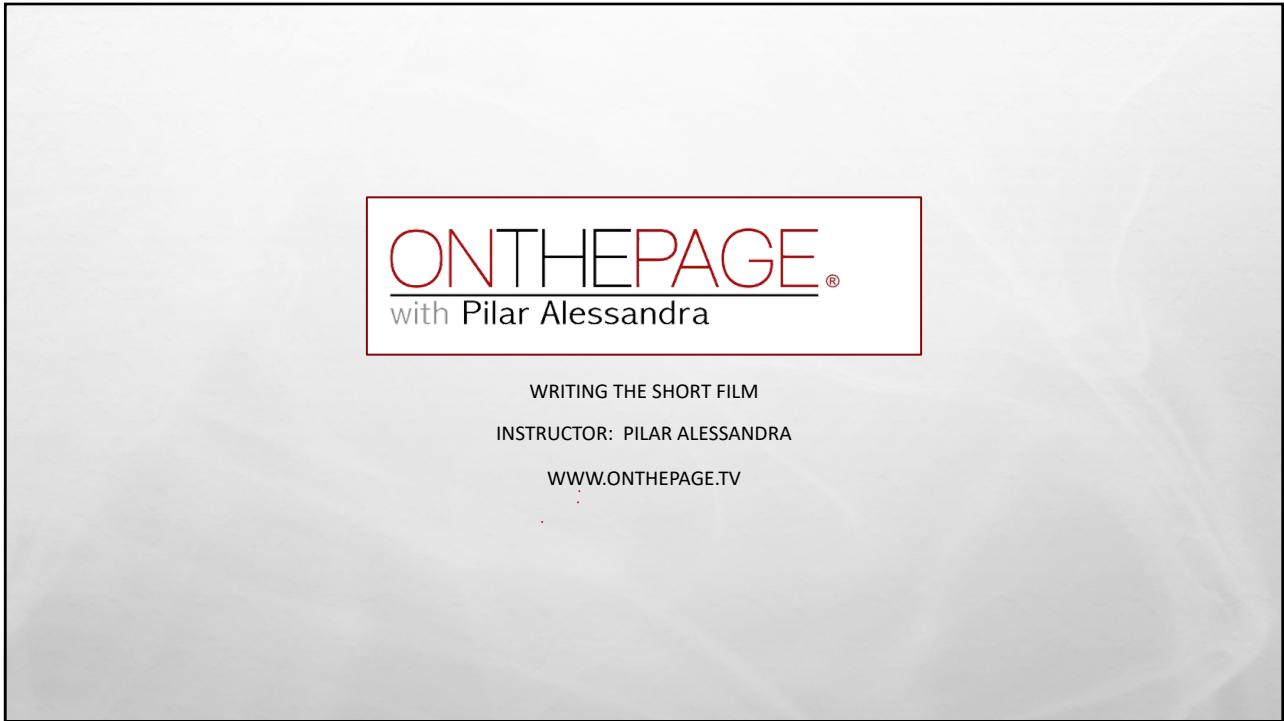 ONTHEPAGE®
with Pilar Alessandra
WRITING THE SHORT FILM
INSTRUCTOR: PILAR ALESSANDRA
WWW.ONTHEPAGE.TV